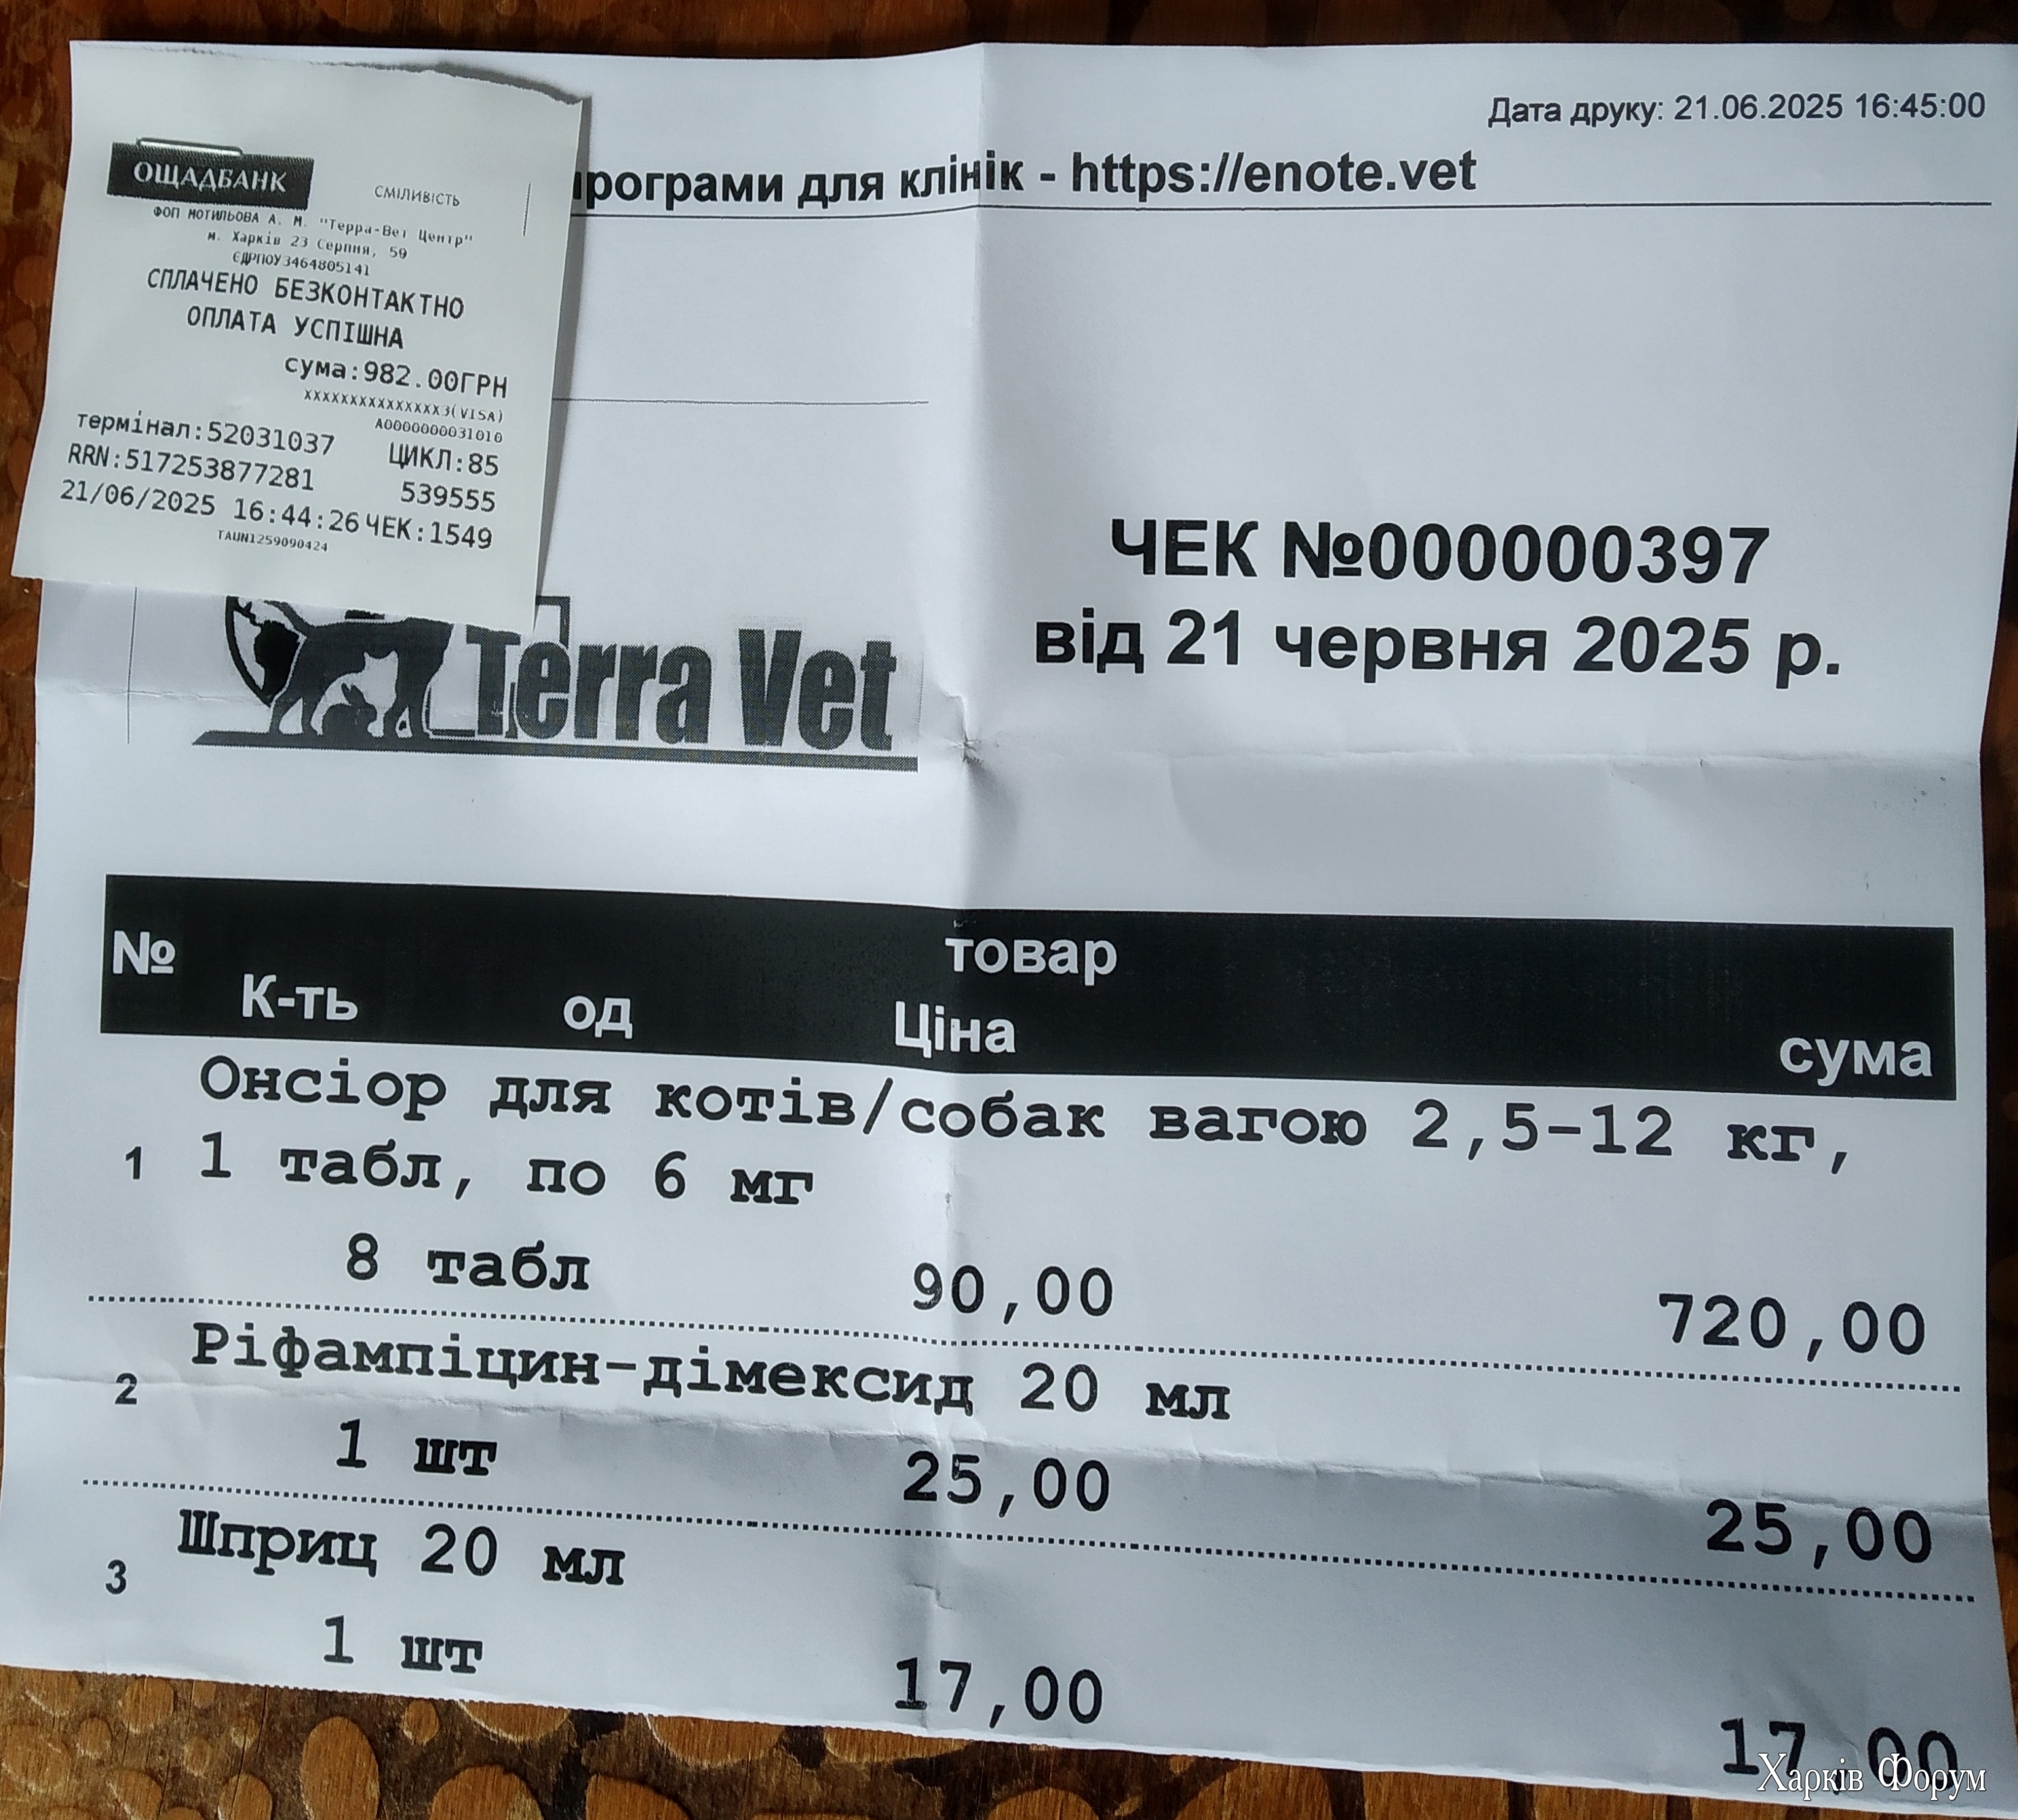 Дата друку: 21.06.2025 16:45:00
програми для клінік - https://enote.vet
ОЩАДБАНК
СМІЛИВІСТЬ
ФОП МОТИЛЬОВА А. М. "Терра-Вет Центр"
м. Харків 23 Серпня, 59
ЄДРПОУ3464805141
СПЛАЧЕНО БЕЗКОНТАКТНО
ОПЛАТА УСПІШНА
сума:982.00ГРН
XXXXXXXXXXXXXXX3(VISA)
A0000000031010
термінал:52031037 ЦИКЛ:85
RRN:517253877281 539555
21/06/2025 16:44:26 ЧЕК:1549
TAUN1259090424
ЧЕК №000000397
від 21 червня 2025 р.
Terra Vet
№ товар
К-ть од Ціна сума
Онсіор для котів/собак вагою 2,5-12 кг,
1 1 табл, по 6 мг
8 табл 90,00 720,00
2 Ріфампіцин-дімексид 20 мл
1 шт 25,00 25,00
3 Шприц 20 мл
1 шт 17,00 17,00
Харків Форум